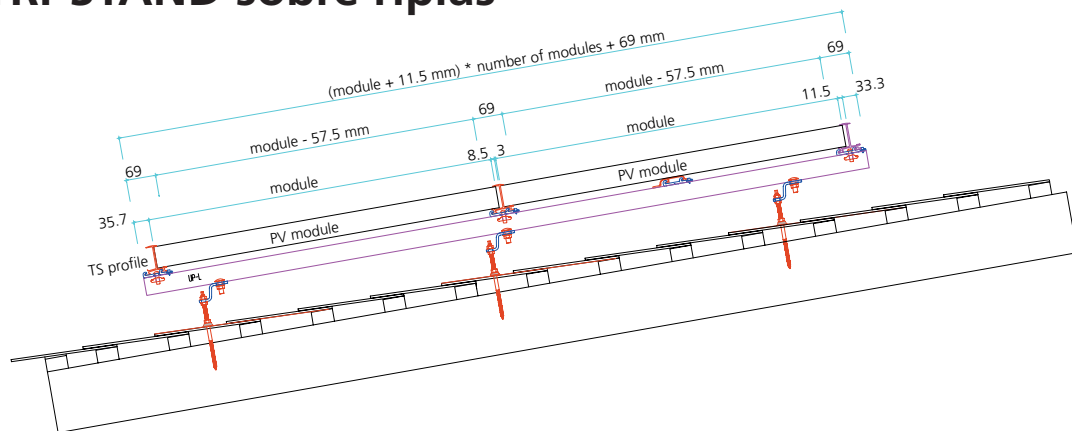 STAND sobre
(module + 11.5 mm) * number of modules + 69 mm
69
module - 57.5 mm
69
module - 57.5 mm
69
11.5
33.3
module
8.5
3
module
35.7
PV module
PV module
TS profile